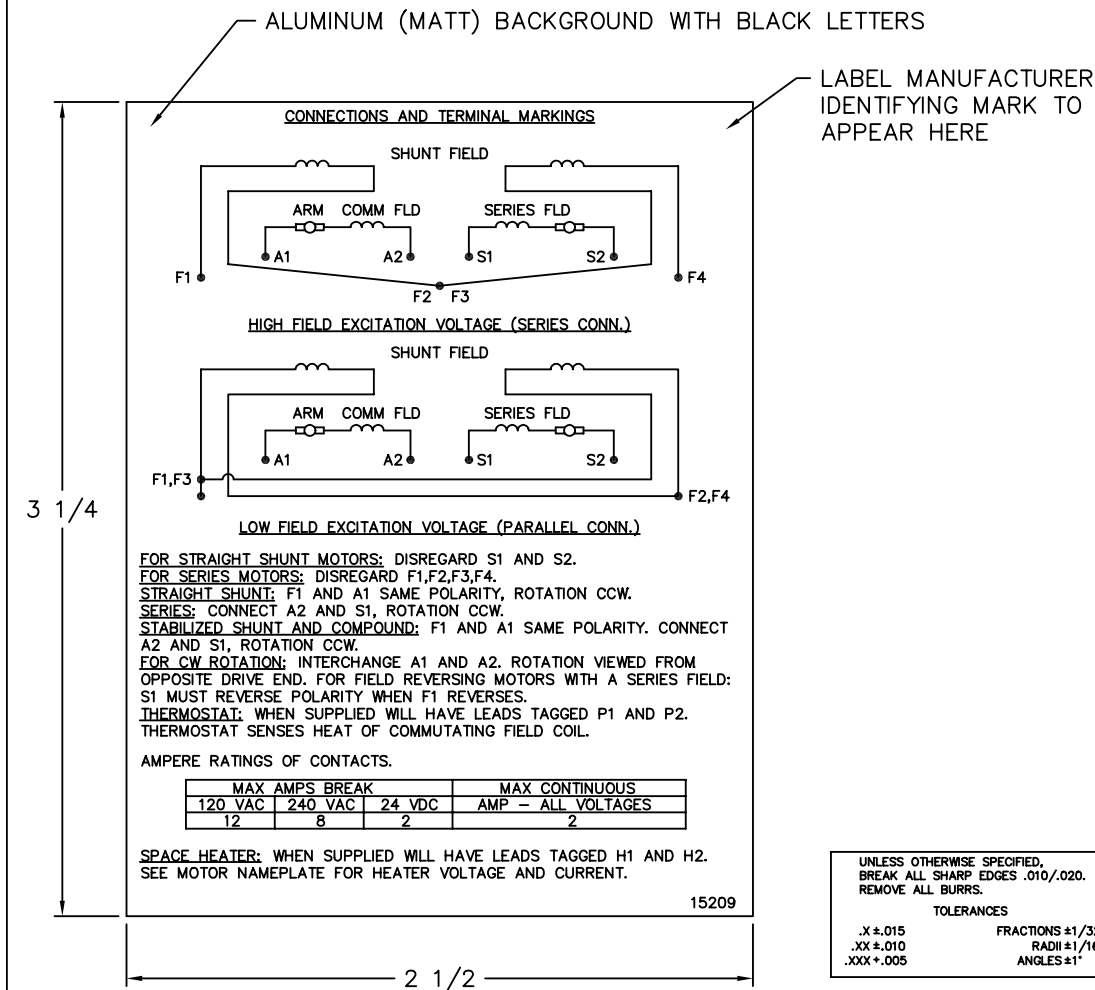 ALUMINUM (MATT) BACKGROUND WITH BLACK LETTERS
LABEL MANUFACTURER
IDENTIFYING MARK TO
APPEAR HERE
CONNECTIONS AND TERMINAL MARKINGS
SHUNT FIELD
ARM COMM FLD SERIES FLD
A1 A2 S1 S2
F1 F4
F2 F3
HIGH FIELD EXCITATION VOLTAGE (SERIES CONN.)
SHUNT FIELD
ARM COMM FLD SERIES FLD
A1 A2 S1 S2
F1,F3
F2,F4
3 1/4
LOW FIELD EXCITATION VOLTAGE (PARALLEL CONN.)
FOR STRAIGHT SHUNT MOTORS: DISREGARD S1 AND S2.
FOR SERIES MOTORS: DISREGARD F1,F2,F3,F4.
STRAIGHT SHUNT: F1 AND A1 SAME POLARITY, ROTATION CCW.
SERIES: CONNECT A2 AND S1, ROTATION CCW.
STABILIZED SHUNT AND COMPOUND: F1 AND A1 SAME POLARITY. CONNECT
A2 AND S1, ROTATION CCW.
FOR CW ROTATION: INTERCHANGE A1 AND A2. ROTATION VIEWED FROM
OPPOSITE DRIVE END. FOR FIELD REVERSING MOTORS WITH A SERIES FIELD:
S1 MUST REVERSE POLARITY WHEN F1 REVERSES.
THERMOSTAT: WHEN SUPPLIED WILL HAVE LEADS TAGGED P1 AND P2.
THERMOSTAT SENSES HEAT OF COMMUTATING FIELD COIL.
AMPERE RATINGS OF CONTACTS.
MAX AMPS BREAK MAX CONTINUOUS
120 VAC 240 VAC 24 VDC AMP – ALL VOLTAGES
12 8 2 2
SPACE HEATER: WHEN SUPPLIED WILL HAVE LEADS TAGGED H1 AND H2.
SEE MOTOR NAMEPLATE FOR HEATER VOLTAGE AND CURRENT.
15209
2 1/2
UNLESS OTHERWISE SPECIFIED,
BREAK ALL SHARP EDGES .010/.020.
REMOVE ALL BURRS.
TOLERANCES
.X ±.015 FRACTIONS ±1/32
.XX ±.010 RADII ±1/16
.XXX +.005 ANGLES ±1°